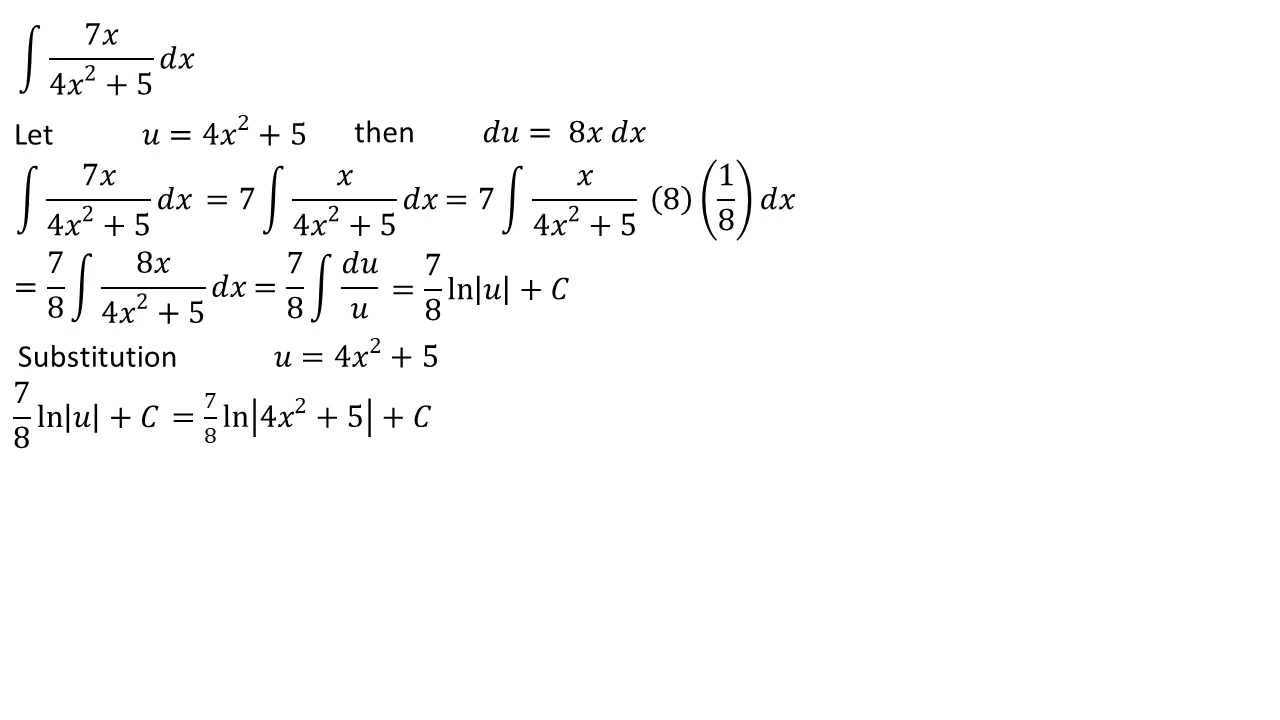 ∫ 7x/(4x² + 5) dx
Let u = 4x² + 5 then du = 8x dx
∫ 7x/(4x² + 5) dx = 7 ∫ x/(4x² + 5) dx = 7 ∫ x/(4x² + 5) (8) (1/8) dx
= 7/8 ∫ 8x/(4x² + 5) dx = 7/8 ∫ du/u = 7/8 ln|u| + C
Substitution u = 4x² + 5
7/8 ln|u| + C = 7/8 ln|4x² + 5| + C